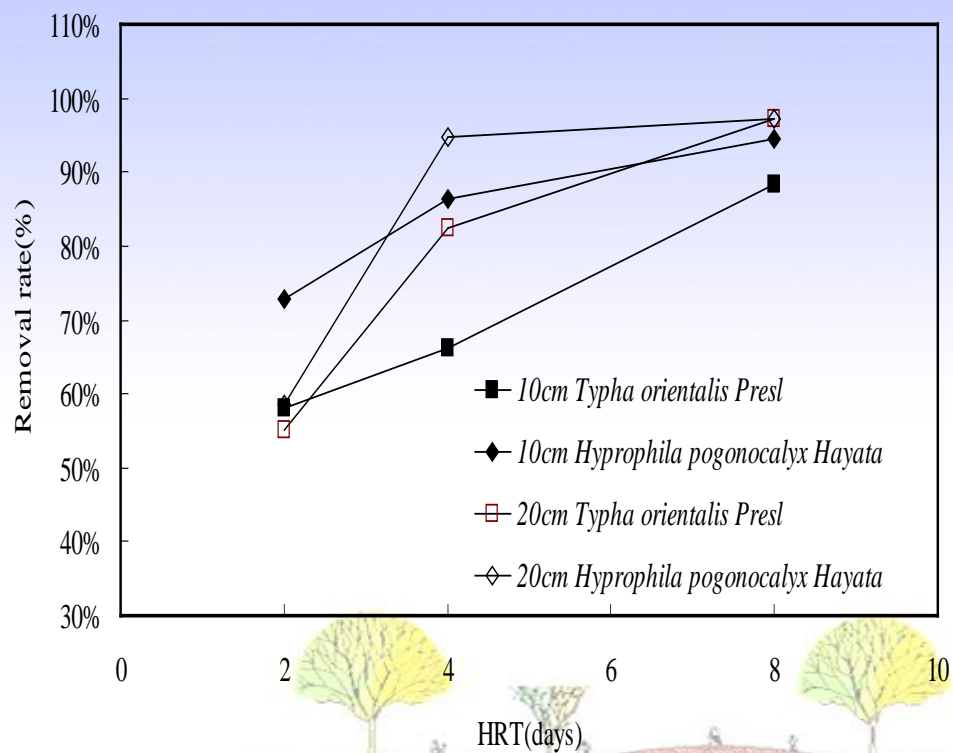 110%
100%
90%
80%
70%
60%
50%
40%
30%
Removal rate(%)
10cm Typha orientalis Presl
10cm Hyprophila pogonocalyx Hayata
20cm Typha orientalis Presl
20cm Hyprophila pogonocalyx Hayata
0 2 4 6 8 10
HRT(days)